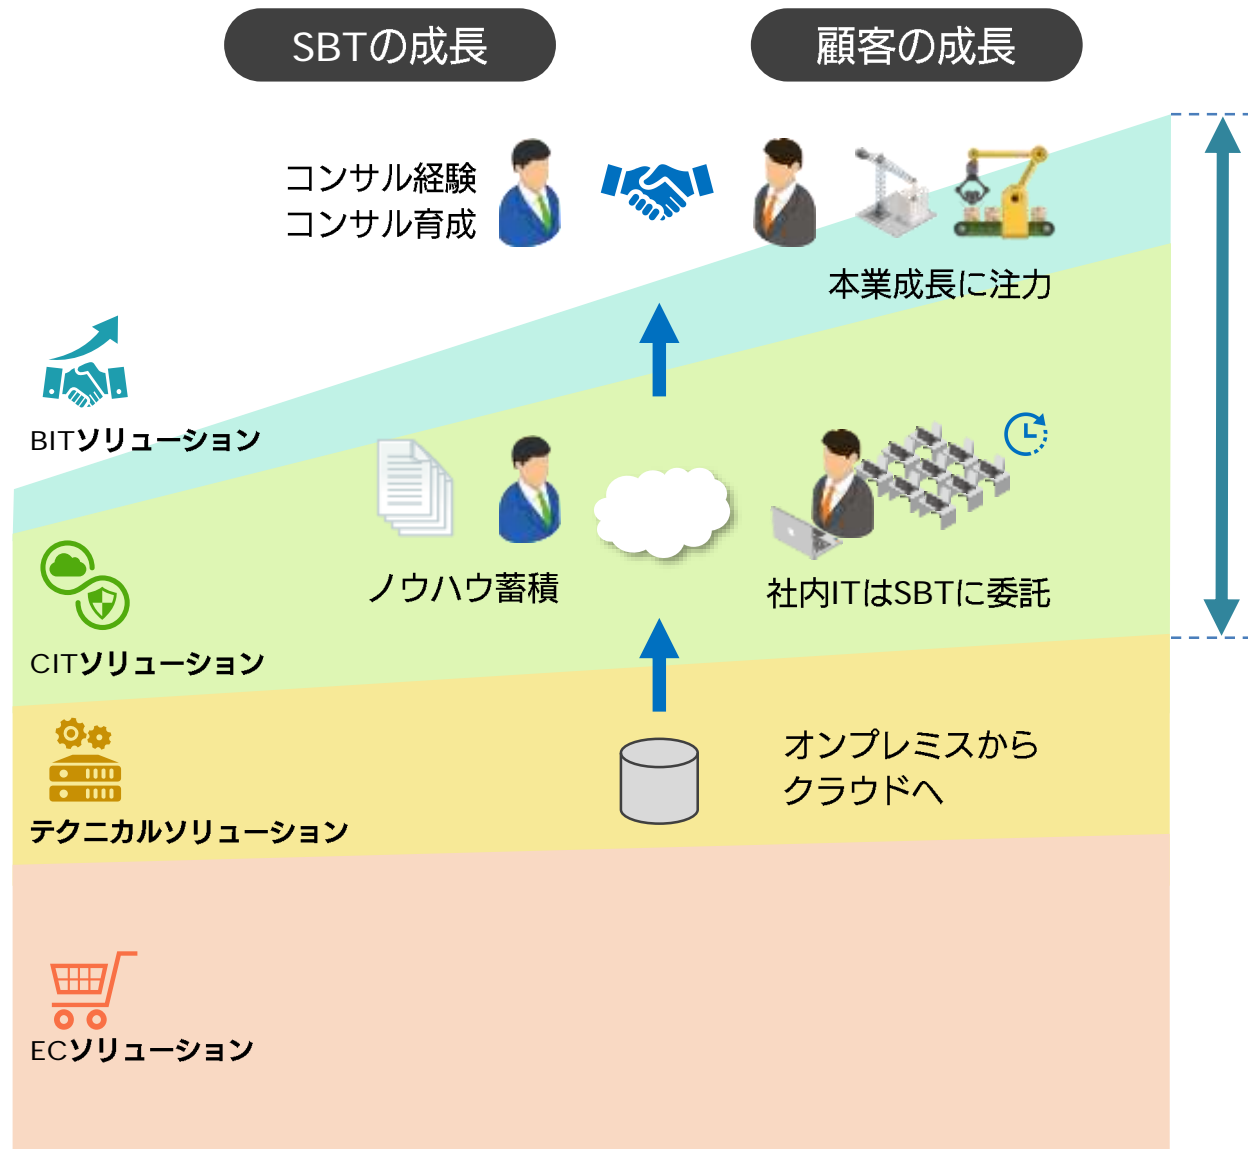 SBTの成長
顧客の成長
コンサル経験
コンサル育成
本業成長に注力
BITソリューション
ノウハウ蓄積
社内ITはSBTに委託
CITソリューション
オンプレミスから
クラウドへ
テクニカルソリューション
ECソリューション